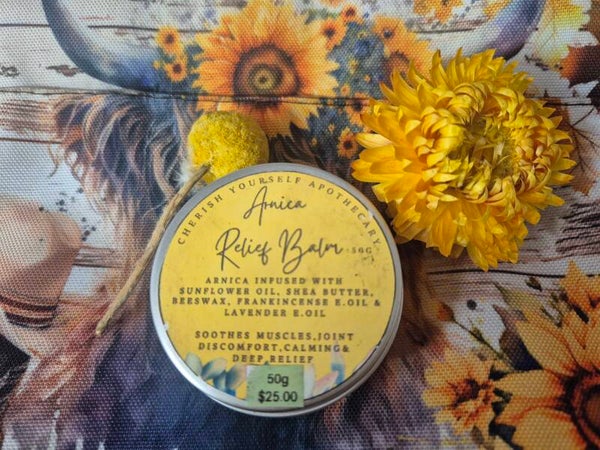 CHERISH YOURSELF APOTHECARY
Arnica
Relief Balm 50G
ARNICA INFUSED WITH
SUNFLOWER OIL, SHEA BUTTER,
BEESWAX, FRANKINCENSE E.OIL &
LAVENDER E.OIL
SOOTHES MUSCLES,JOINT
DISCOMFORT,CALMING&
DEEP RELIEF
50g
$25.00